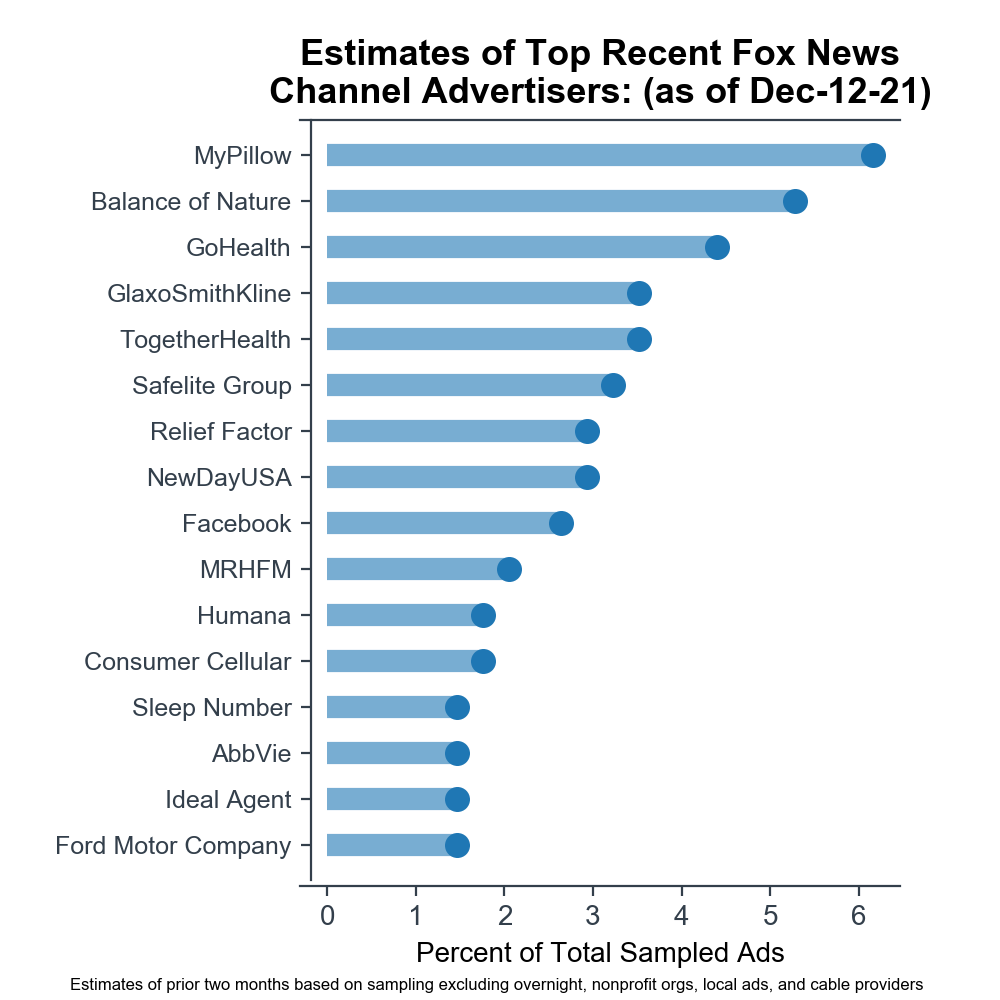 Estimates of Top Recent Fox News
Channel Advertisers: (as of Dec-12-21)
MyPillow
Balance of Nature
GoHealth
GlaxoSmithKline
TogetherHealth
Safelite Group
Relief Factor
NewDayUSA
Facebook
MRHFM
Humana
Consumer Cellular
Sleep Number
AbbVie
Ideal Agent
Ford Motor Company
0 1 2 3 4 5 6
Percent of Total Sampled Ads
Estimates of prior two months based on sampling excluding overnight, nonprofit orgs, local ads, and cable providers